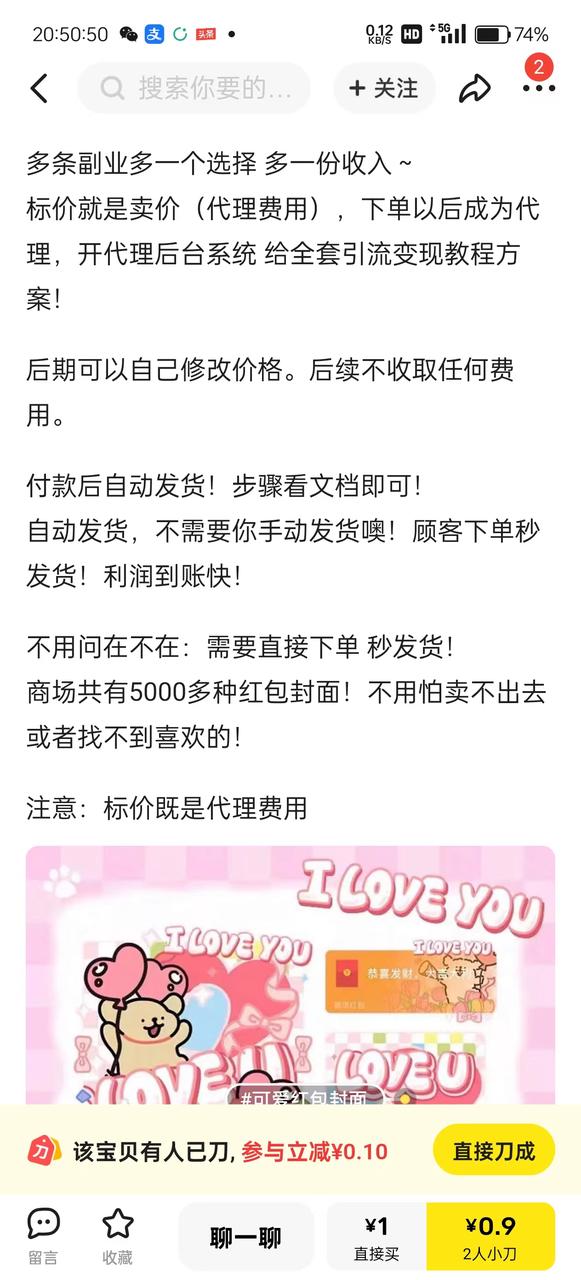 20:50:50
支
头条
0.12
KB/S
HD
5G
74%
2
搜索你要的…
+ 关注
多条副业多一个选择 多一份收入 ~
标价就是卖价（代理费用），下单以后成为代
理，开代理后台系统 给全套引流变现教程方
案！
后期可以自己修改价格。后续不收取任何费
用。
付款后自动发货！步骤看文档即可！
自动发货，不需要你手动发货噢！顾客下单秒
发货！利润到账快！
不用问在不在：需要直接下单 秒发货！
商场共有5000多种红包封面！不用怕卖不出去
或者找不到喜欢的！
注意：标价既是代理费用
I LOVE YOU
I LOVE YOU
I LOVE YOU
恭喜发财，大吉大利
微信红包
LOVE U
LOVE U
#可爱红包封面
刀
该宝贝有人已刀, 参与立减¥0.10
直接刀成
留言
收藏
聊一聊
¥1
直接买
¥0.9
2人小刀